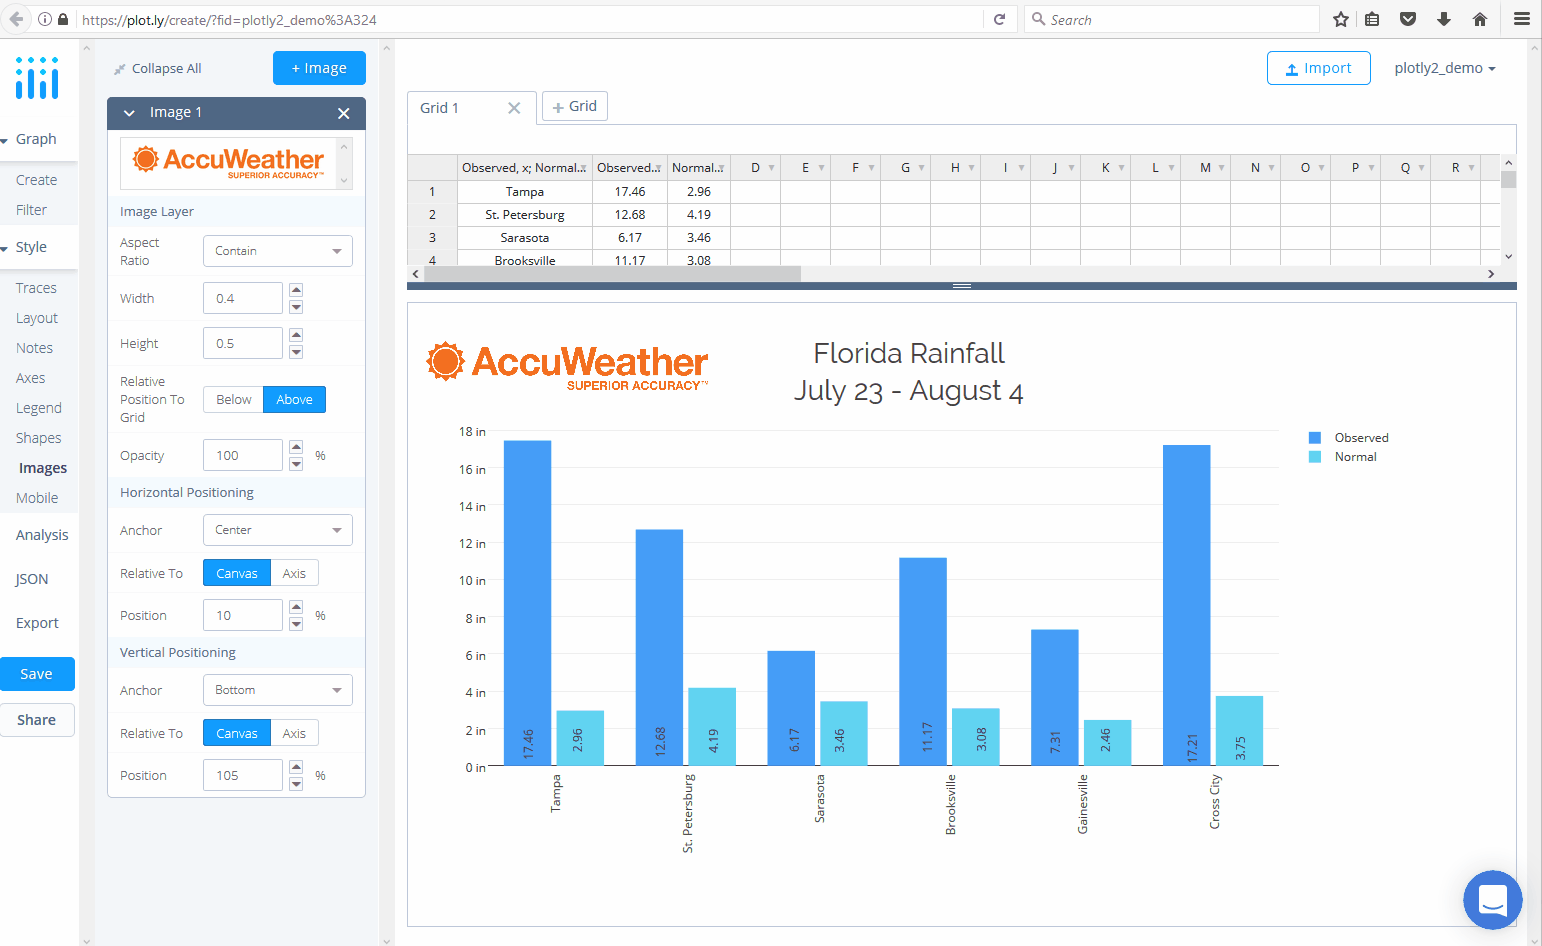 https://plot.ly/create/?fid=plotly2_demo%3A324
Search
Collapse All
+ Image
Import
plotly2_demo
Graph
Create
Filter
Style
Traces
Layout
Notes
Axes
Legend
Shapes
Images
Mobile
Analysis
JSON
Export
Save
Share
Image 1
AccuWeather
SUPERIOR ACCURACY™
Image Layer
Aspect Ratio
Contain
Width
0.4
Height
0.5
Relative Position To Grid
Below
Above
Opacity
100
%
Horizontal Positioning
Anchor
Center
Relative To
Canvas
Axis
Position
10
%
Vertical Positioning
Anchor
Bottom
Relative To
Canvas
Axis
Position
105
%
Grid 1
+ Grid
Observed, x; Normal... Observed... Normal... D E F G H I J K L M N O P Q R
1 Tampa 17.46 2.96
2 St. Petersburg 12.68 4.19
3 Sarasota 6.17 3.46
4 Brooksville 11.17 3.08
AccuWeather
SUPERIOR ACCURACY™
Florida Rainfall
July 23 - August 4
18 in
16 in
14 in
12 in
10 in
8 in
6 in
4 in
2 in
0 in
17.46
2.96
12.68
4.19
6.17
3.46
11.17
3.08
7.31
2.46
17.21
3.75
Tampa
St. Petersburg
Sarasota
Brooksville
Gainesville
Cross City
Observed
Normal